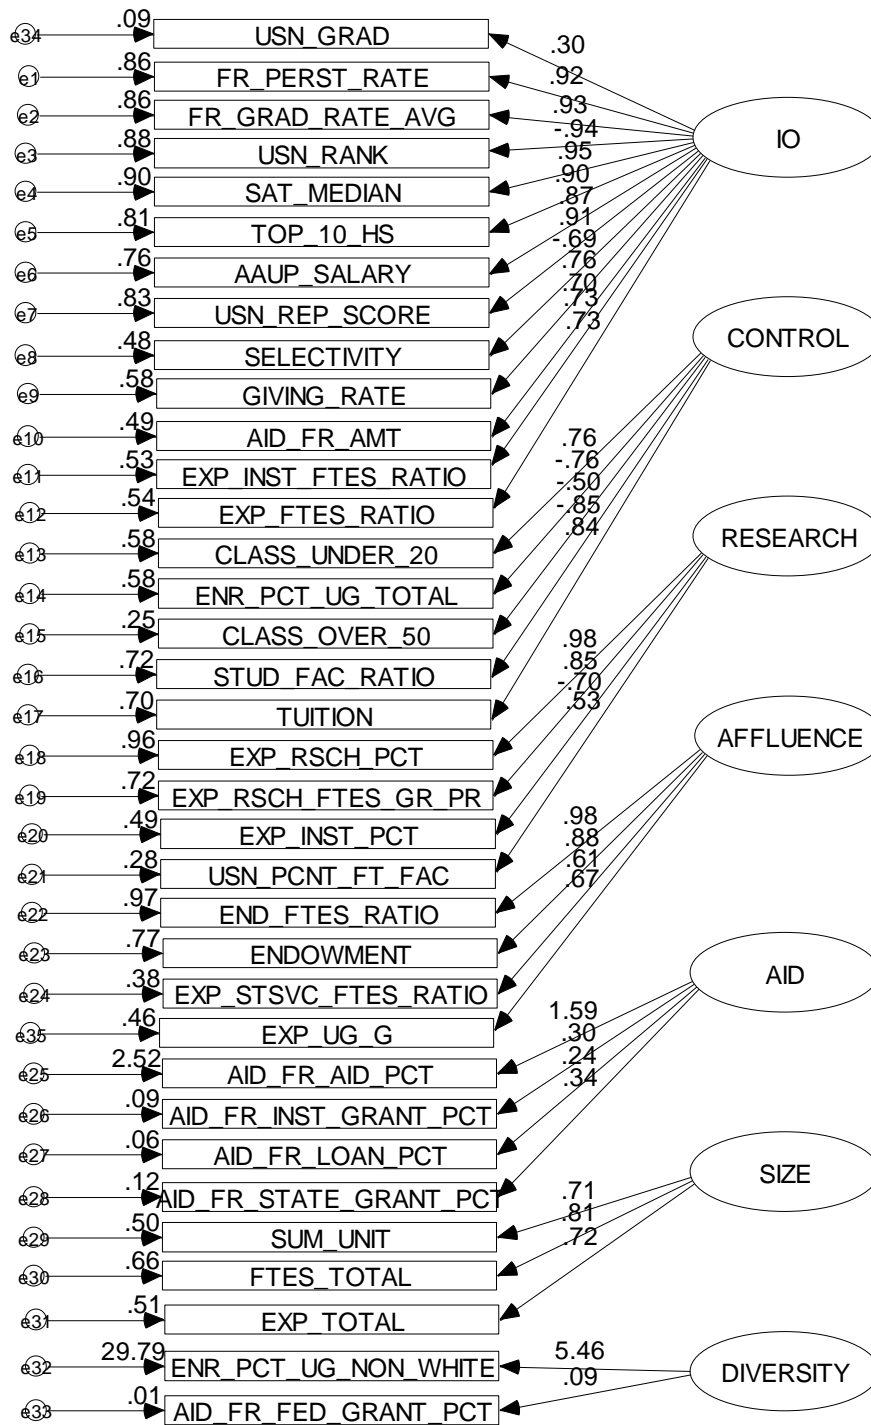 e34 .09 USN_GRAD .30
e1 .86 FR_PERST_RATE .92
e2 .86 FR_GRAD_RATE_AVG .93
e3 .88 USN_RANK -.94 IO
e4 .90 SAT_MEDIAN .95
e5 .81 TOP_10_HS .90
e6 .76 AAUP_SALARY .87
e7 .83 USN_REP_SCORE .91
e8 .48 SELECTIVITY -.69
e9 .58 GIVING_RATE .76
e10 .49 AID_FR_AMT .70
e11 .53 EXP_INST_FTES_RATIO .73
e12 .54 EXP_FTES_RATIO .73
CONTROL
e13 .58 CLASS_UNDER_20 .76
e14 .58 ENR_PCT_UG_TOTAL -.76
e15 .25 CLASS_OVER_50 -.50
e16 .72 STUD_FAC_RATIO -.85
e17 .70 TUITION .84
RESEARCH
e18 .96 EXP_RSCH_PCT .98
e19 .72 EXP_RSCH_FTES_GR_PR .85
e20 .49 EXP_INST_PCT -.70
e21 .28 USN_PCNT_FT_FAC .53
AFFLUENCE
e22 .97 END_FTES_RATIO .98
e23 .77 ENDOWMENT .88
e24 .38 EXP_STSVC_FTES_RATIO .61
e35 .46 EXP_UG_G .67
AID
e25 2.52 AID_FR_AID_PCT 1.59
e26 .09 AID_FR_INST_GRANT_PCT .30
e27 .06 AID_FR_LOAN_PCT .24
e28 .12 AID_FR_STATE_GRANT_PCT .34
SIZE
e29 .50 SUM_UNIT .71
e30 .66 FTES_TOTAL .81
e31 .51 EXP_TOTAL .72
e32 29.79 ENR_PCT_UG_NON_WHITE 5.46 DIVERSITY
e33 .01 AID_FR_FED_GRANT_PCT .09